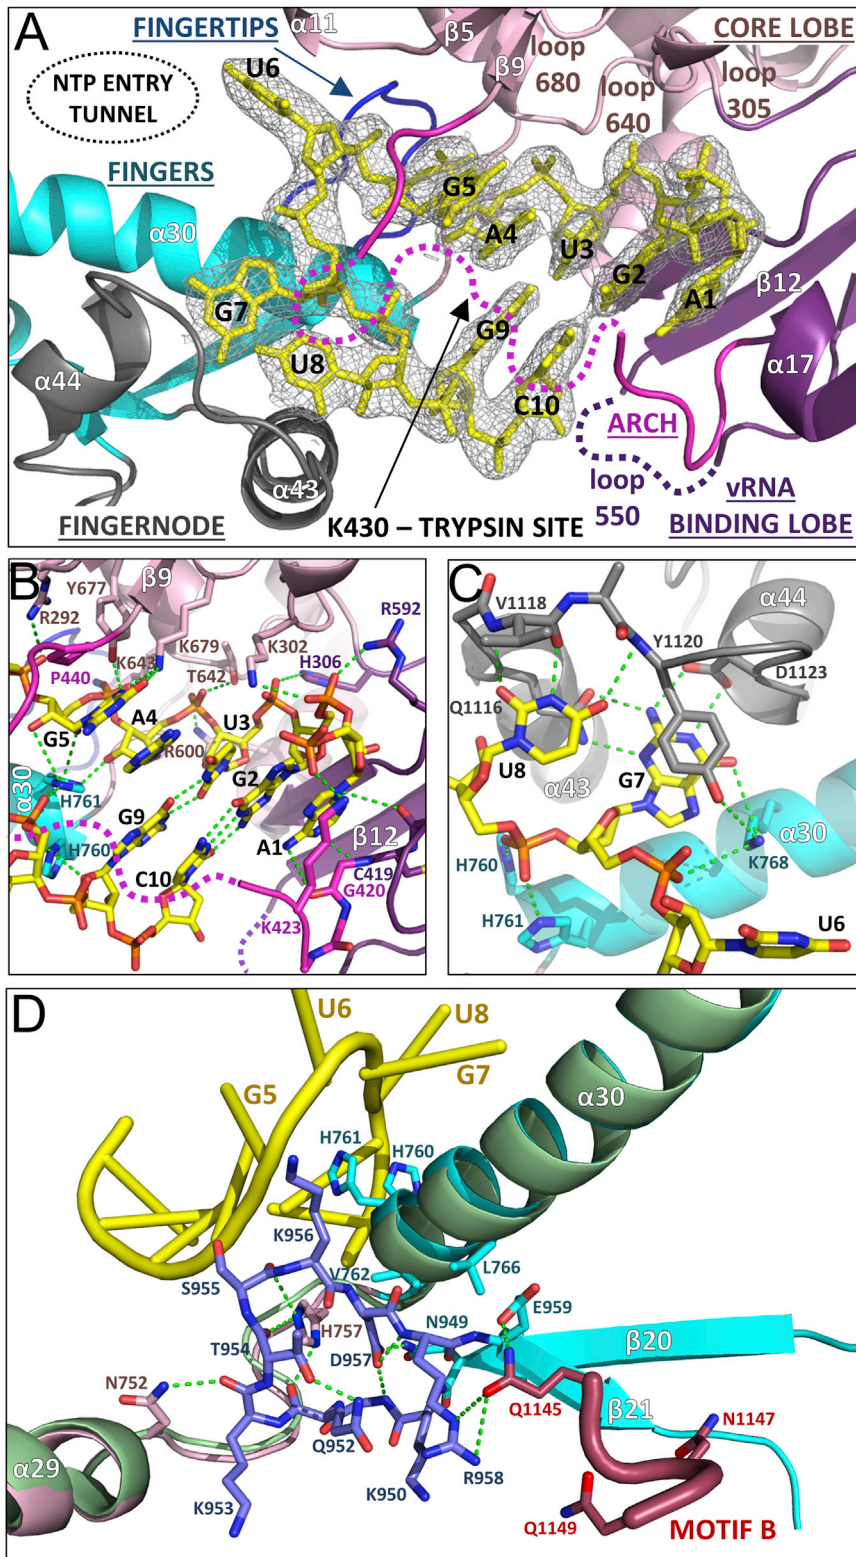 A
α11
FINGERTIPS
β5
CORE LOBE
U6
β9
loop
680
loop
640
loop
305
NTP ENTRY
TUNNEL
FINGERS
α30
G5
A4
U3
G2
A1
β12
G7
G9
U8
C10
α44
α17
ARCH
α43
loop
550
vRNA
BINDING LOBE
FINGERNODE
K430 – TRYPSIN SITE
B
β9
Y677
R292
R592
K679
K302
K643
T642
H306
P440
G5
A4
U3
R600
α30
G2
H761
G9
A1
β12
H760
C10
C419
G420
K423
C
V1118
α44
Y1120
D1123
Q1116
U8
G7
α43
α30
H760
K768
H761
U6
D
U6
U8
G7
G5
α30
H761
H760
K956
S955
V762
L766
E959
N949
T954
H757
D957
β20
N752
β21
Q1145
N1147
Q952
α29
R958
K953
K950
Q1149
MOTIF B